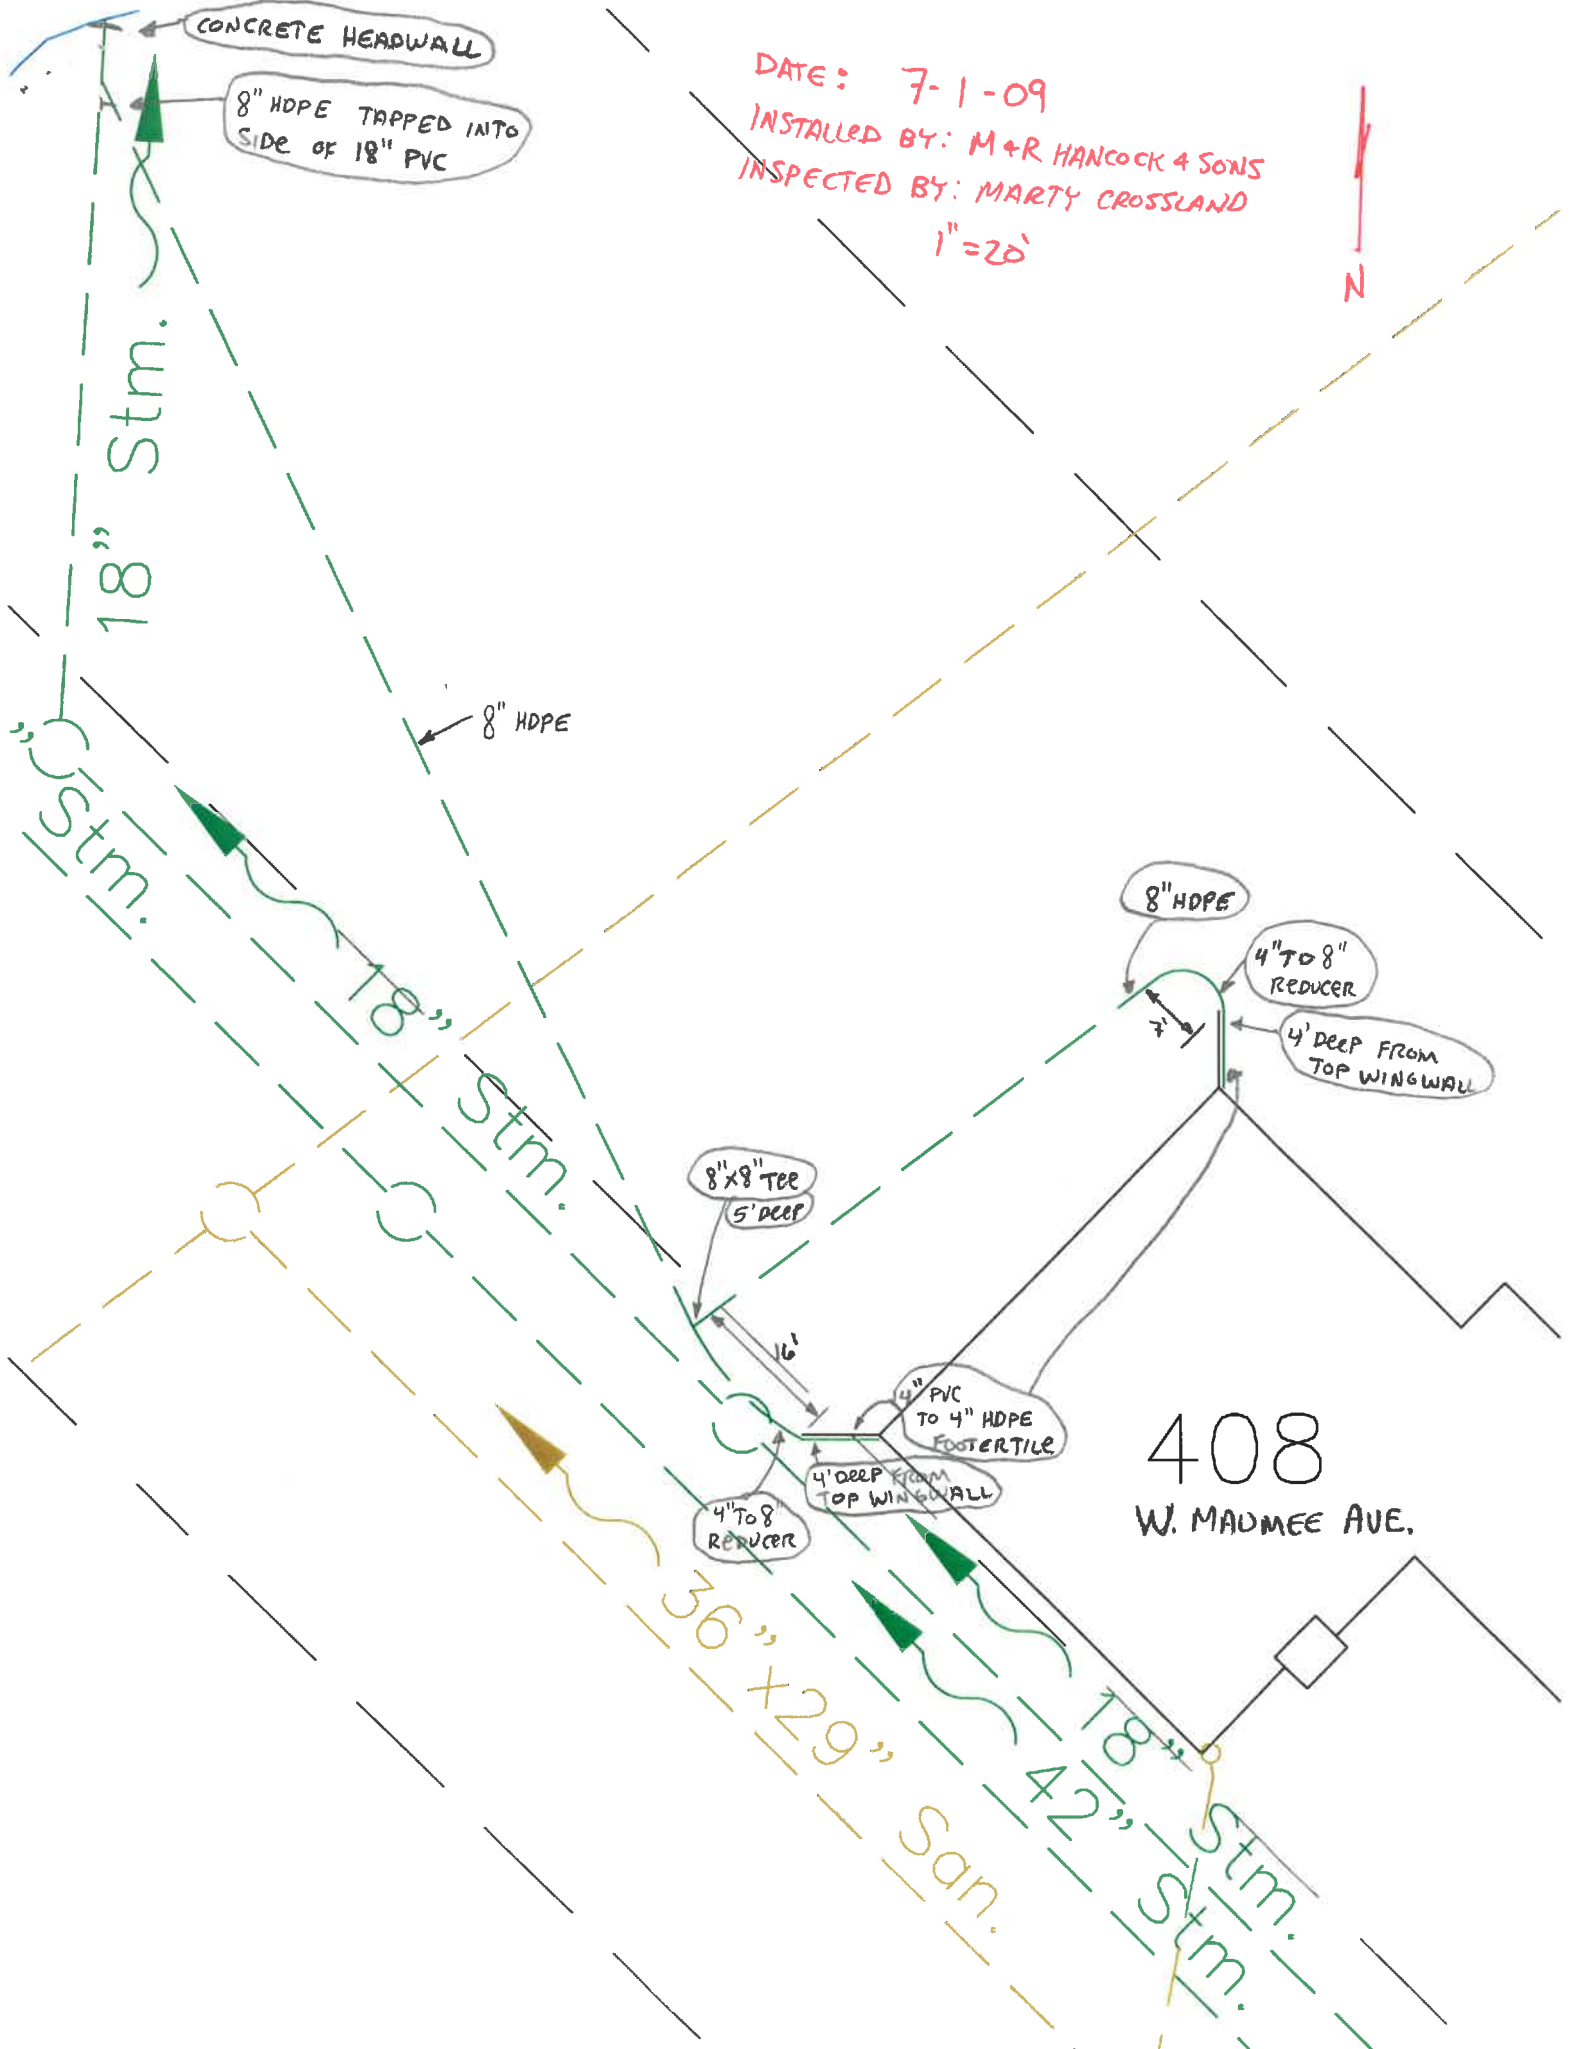 CONCRETE HEADWALL
8" HDPE TAPPED INTO
SIDE OF 18" PVC
DATE: 7-1-09
INSTALLED BY: M & R HANCOCK & SONS
INSPECTED BY: MARTY CROSSLAND
1"=20'
N
18" Stm.
8" HDPE
" Stm.
18" Stm.
8" HDPE
4" TO 8"
REDUCER
7'
4' DEEP FROM
TOP WINGWALL
8"x8" TEE
5' DEEP
16'
4" PVC
TO 4" HDPE
FOOTERTILE
4' DEEP FROM
TOP WINGWALL
4" TO 8"
REDUCER
408
W. MAUMEE AVE.
36"x29" San.
18" Stm.
42" Stm.